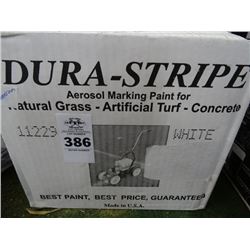 DURA-STRIPE
Aerosol Marking Paint for
Natural Grass - Artificial Turf - Concrete
11229 WHITE
386
BEST PAINT, BEST PRICE, GUARANTEED
Made in U.S.A.